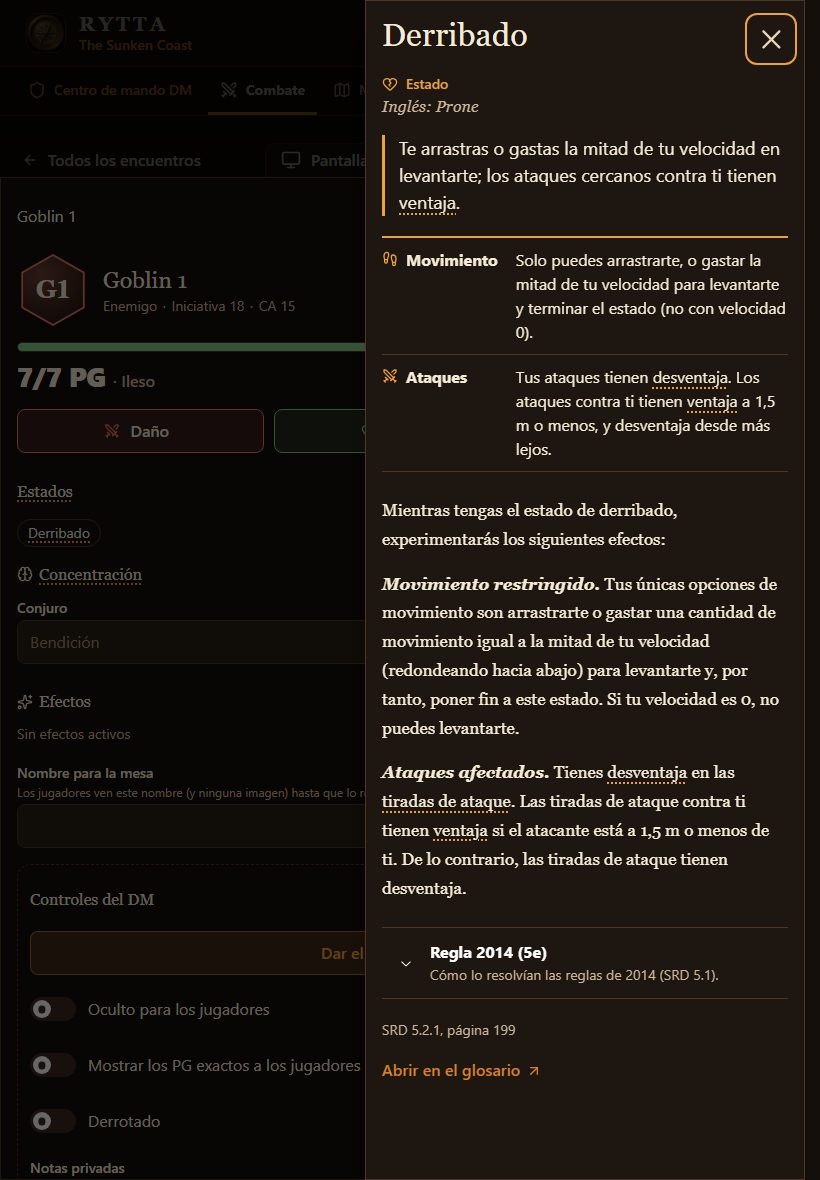 RYTTA
The Sunken Coast
Centro de mando DM
Combate
Todos los encuentros
Goblin 1
G1
Goblin 1
Enemigo · Iniciativa 18 · CA 15
7/7 PG · Ileso
Daño
Estados
Derribado
Concentración
Conjuro
Bendición
Efectos
Sin efectos activos
Nombre para la mesa
Los jugadores ven este nombre (y ninguna imagen) hasta que lo
Controles del DM
Dar el
Oculto para los jugadores
Mostrar los PG exactos a los jugadores
Derrotado
Notas privadas
Derribado
Estado
Inglés: Prone
Te arrastras o gastas la mitad de tu velocidad en
levantarte; los ataques cercanos contra ti tienen
ventaja.
Movimiento
Solo puedes arrastrarte, o gastar la
mitad de tu velocidad para levantarte
y terminar el estado (no con velocidad
0).
Ataques
Tus ataques tienen desventaja. Los
ataques contra ti tienen ventaja a 1,5
m o menos, y desventaja desde más
lejos.
Mientras tengas el estado de derribado,
experimentarás los siguientes efectos:
Movimiento restringido. Tus únicas opciones de
movimiento son arrastrarte o gastar una cantidad de
movimiento igual a la mitad de tu velocidad
(redondeando hacia abajo) para levantarte y, por
tanto, poner fin a este estado. Si tu velocidad es 0, no
puedes levantarte.
Ataques afectados. Tienes desventaja en las
tiradas de ataque. Las tiradas de ataque contra ti
tienen ventaja si el atacante está a 1,5 m o menos de
ti. De lo contrario, las tiradas de ataque tienen
desventaja.
Regla 2014 (5e)
Cómo lo resolvían las reglas de 2014 (SRD 5.1).
SRD 5.2.1, página 199
Abrir en el glosario